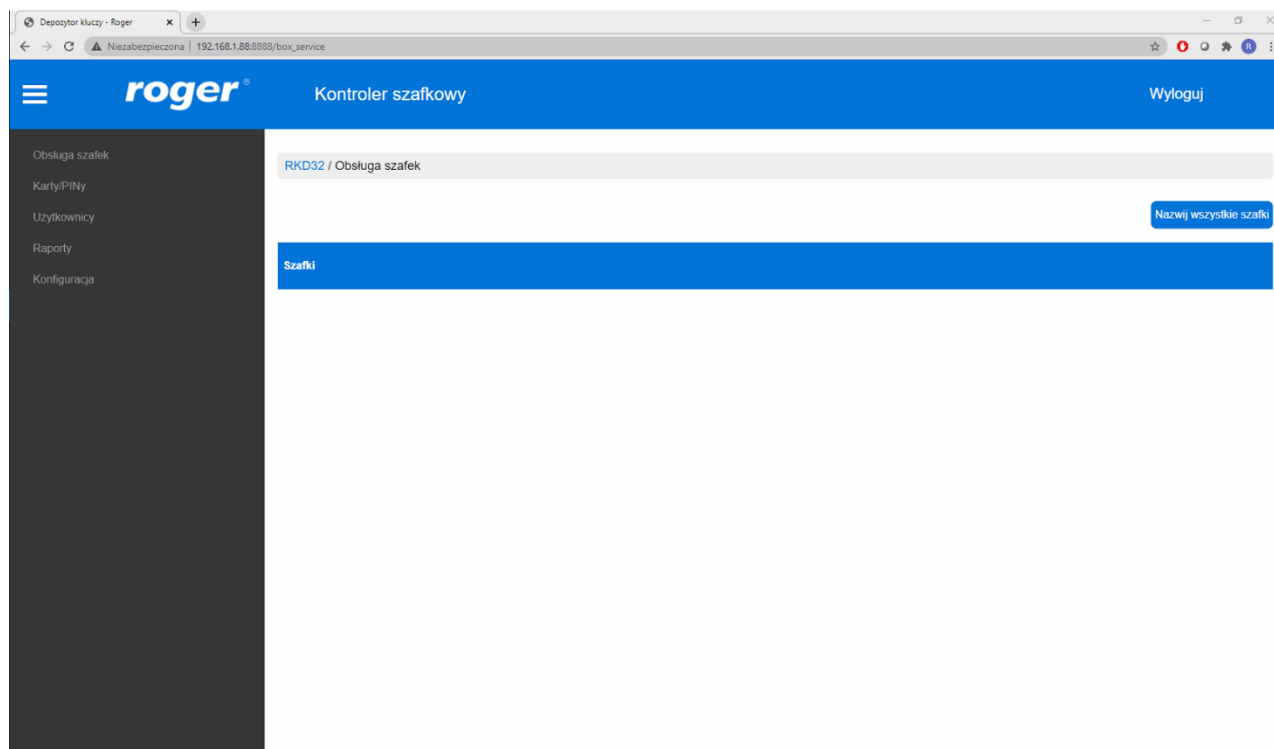 Depozytor kluczy - Roger
Niezabezpieczona | 192.168.1.88:8888/box_service
R
roger®
Kontroler szafkowy
Wyloguj
Obsługa szafek
Karty/PINy
Użytkownicy
Raporty
Konfiguracja
RKD32 / Obsługa szafek
Nazwij wszystkie szafki
Szafki